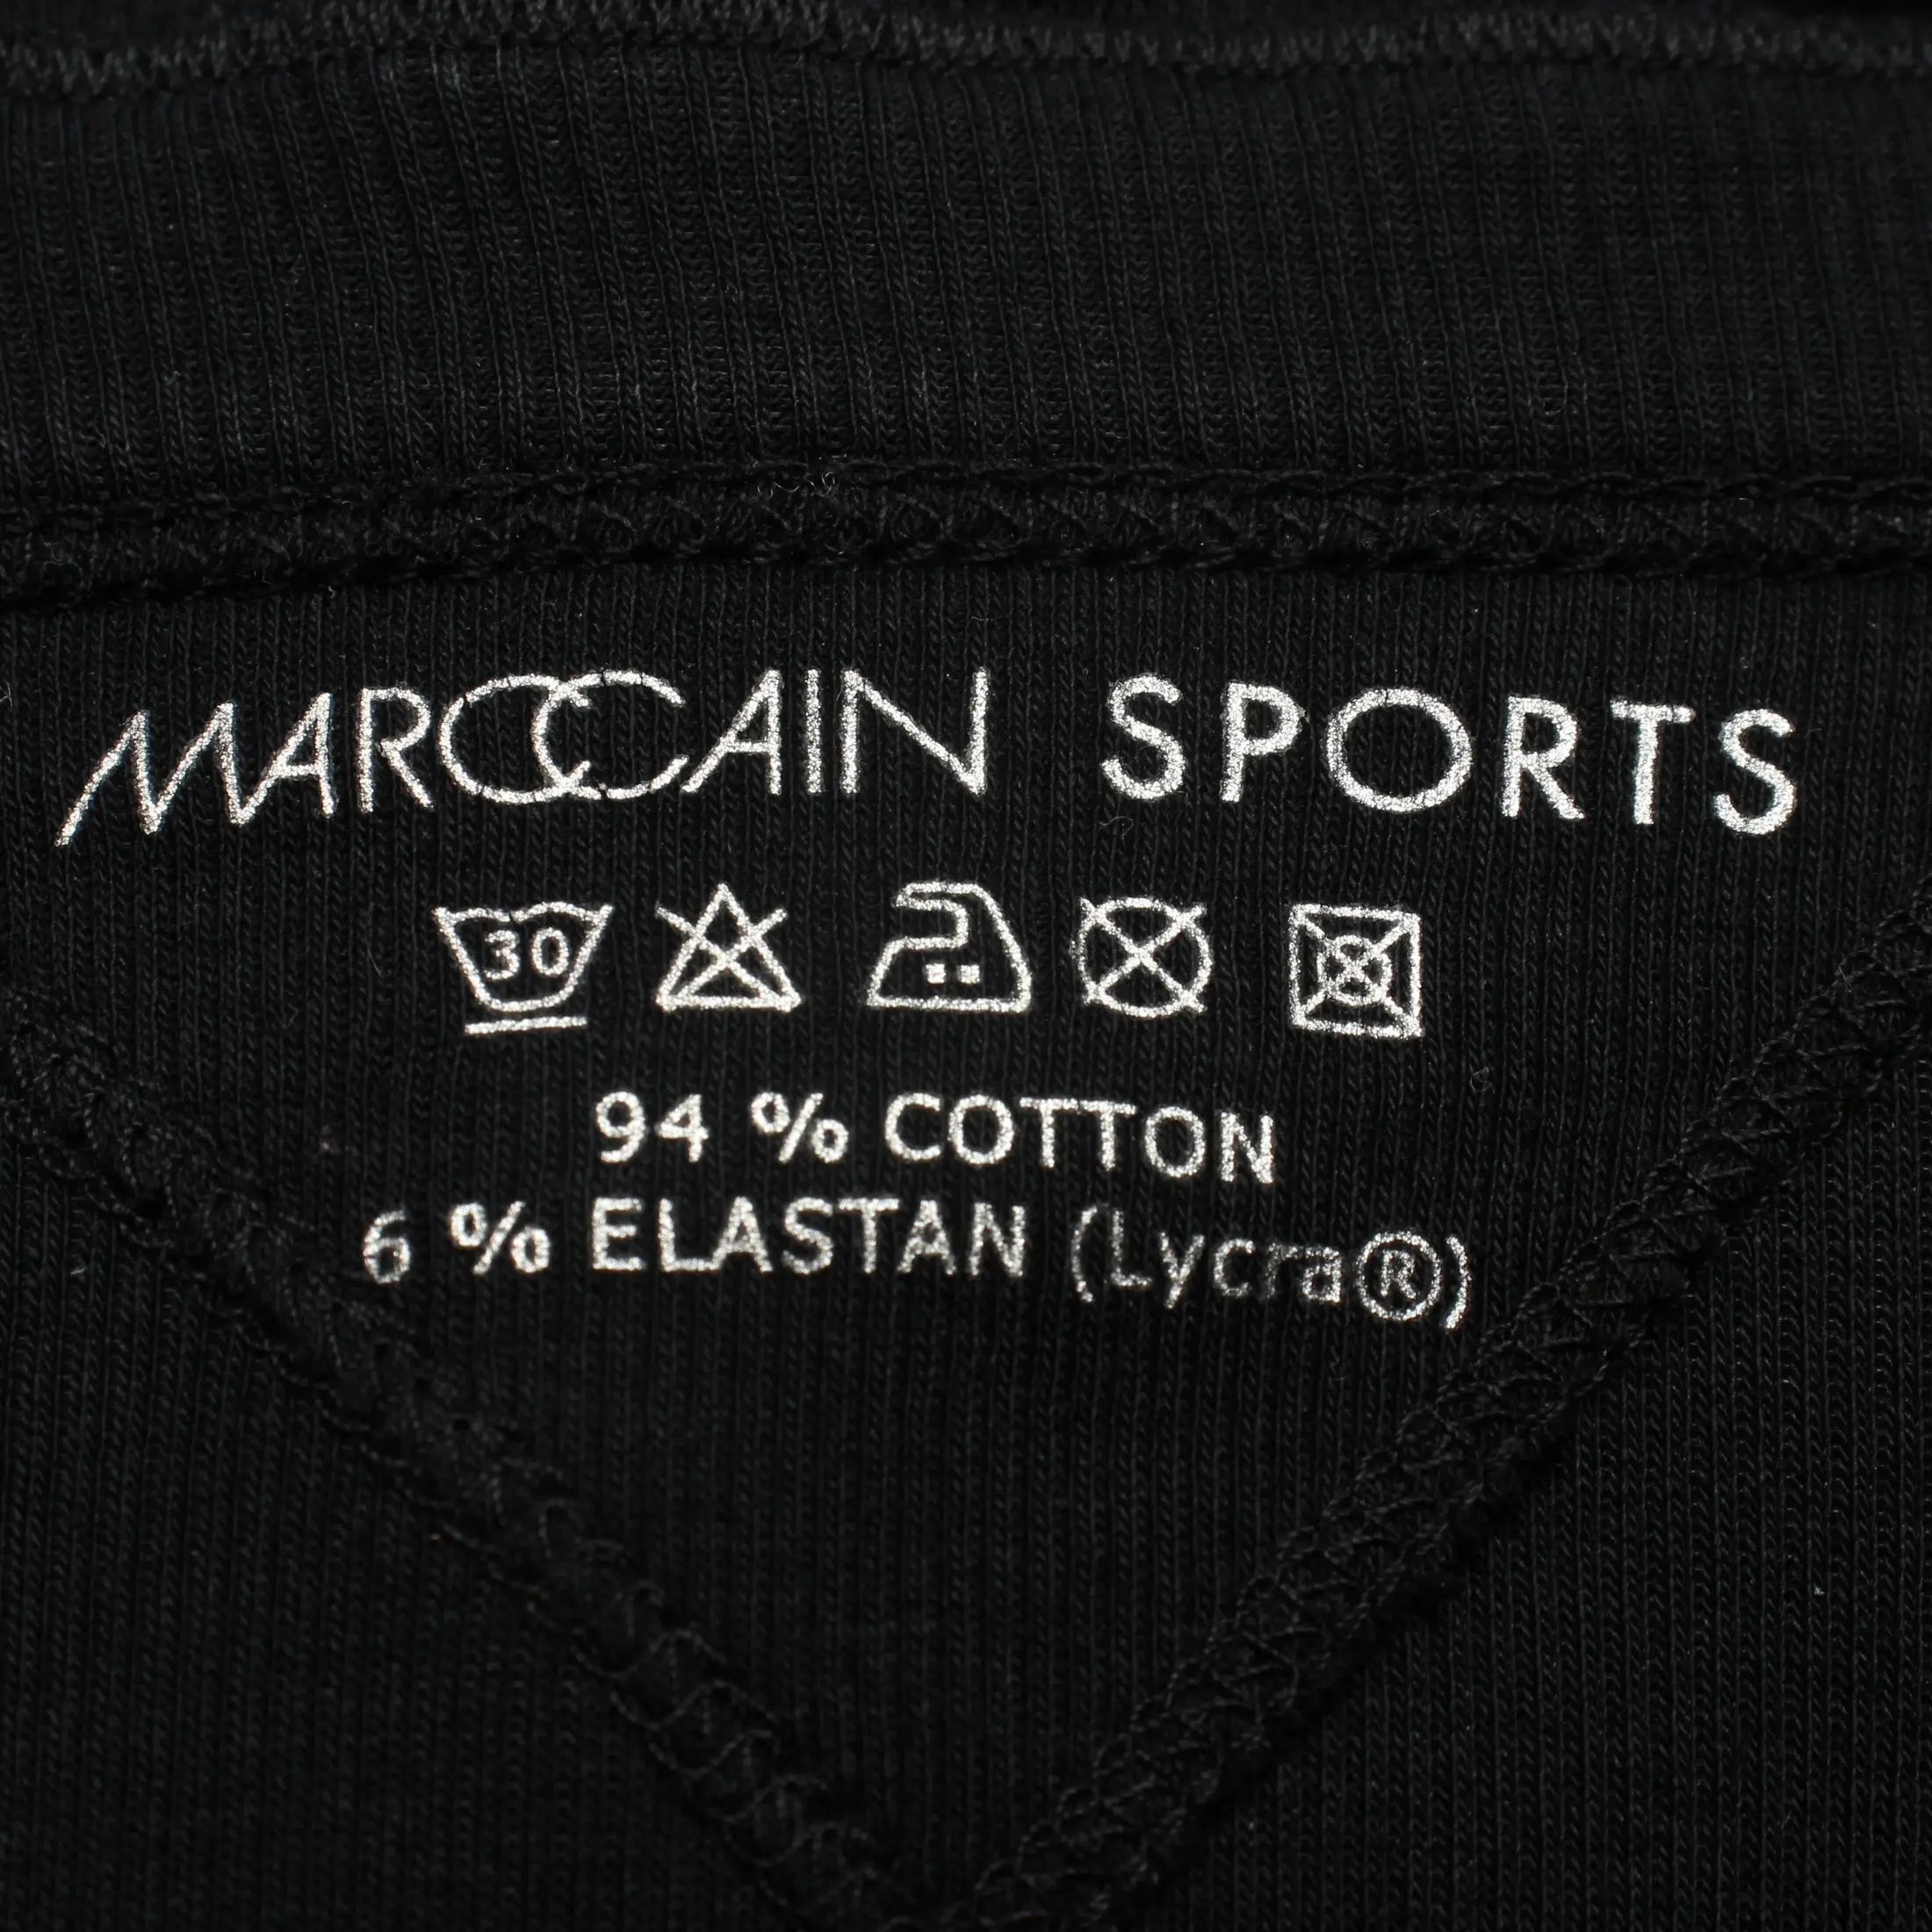 MARCCAIN SPORTS
30
94 % COTTON
6 % ELASTAN (Lycra®)